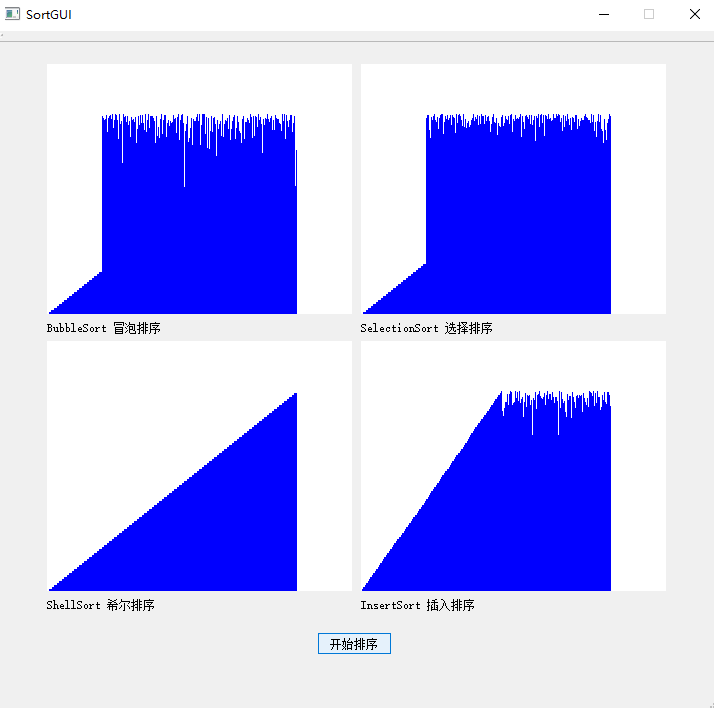 SortGUI
BubbleSort 冒泡排序
SelectionSort 选择排序
ShellSort 希尔排序
InsertSort 插入排序
开始排序